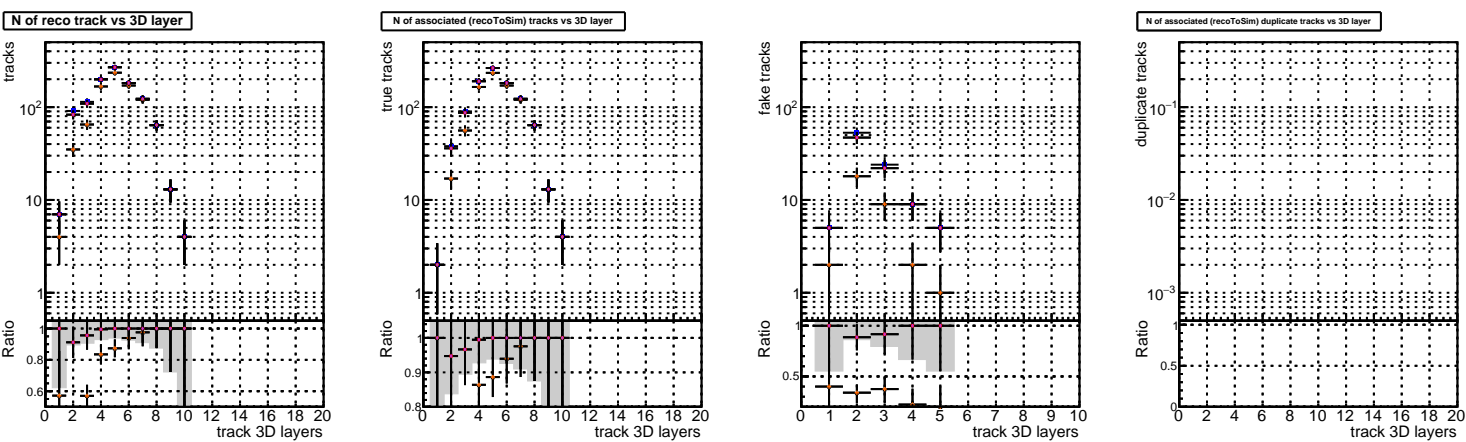 N of reco track vs 3D layer
tracks
10²
10
1
Ratio
1
0.8
0.6
0 2 4 6 8 10 12 14 16 18 20
track 3D layers
N of associated (recoToSim) tracks vs 3D layer
true tracks
10²
10
1
Ratio
1
0.9
0.8
0 2 4 6 8 10 12 14 16 18 20
track 3D layers
fake tracks
10²
10
1
Ratio
1
0.5
0 1 2 3 4 5 6 7 8 9 10
track 3D layers
N of associated (recoToSim) duplicate tracks vs 3D layer
duplicate tracks
10⁻¹
10⁻²
10⁻³
Ratio
1
0.5
0
0 2 4 6 8 10 12 14 16 18 20
track 3D layers